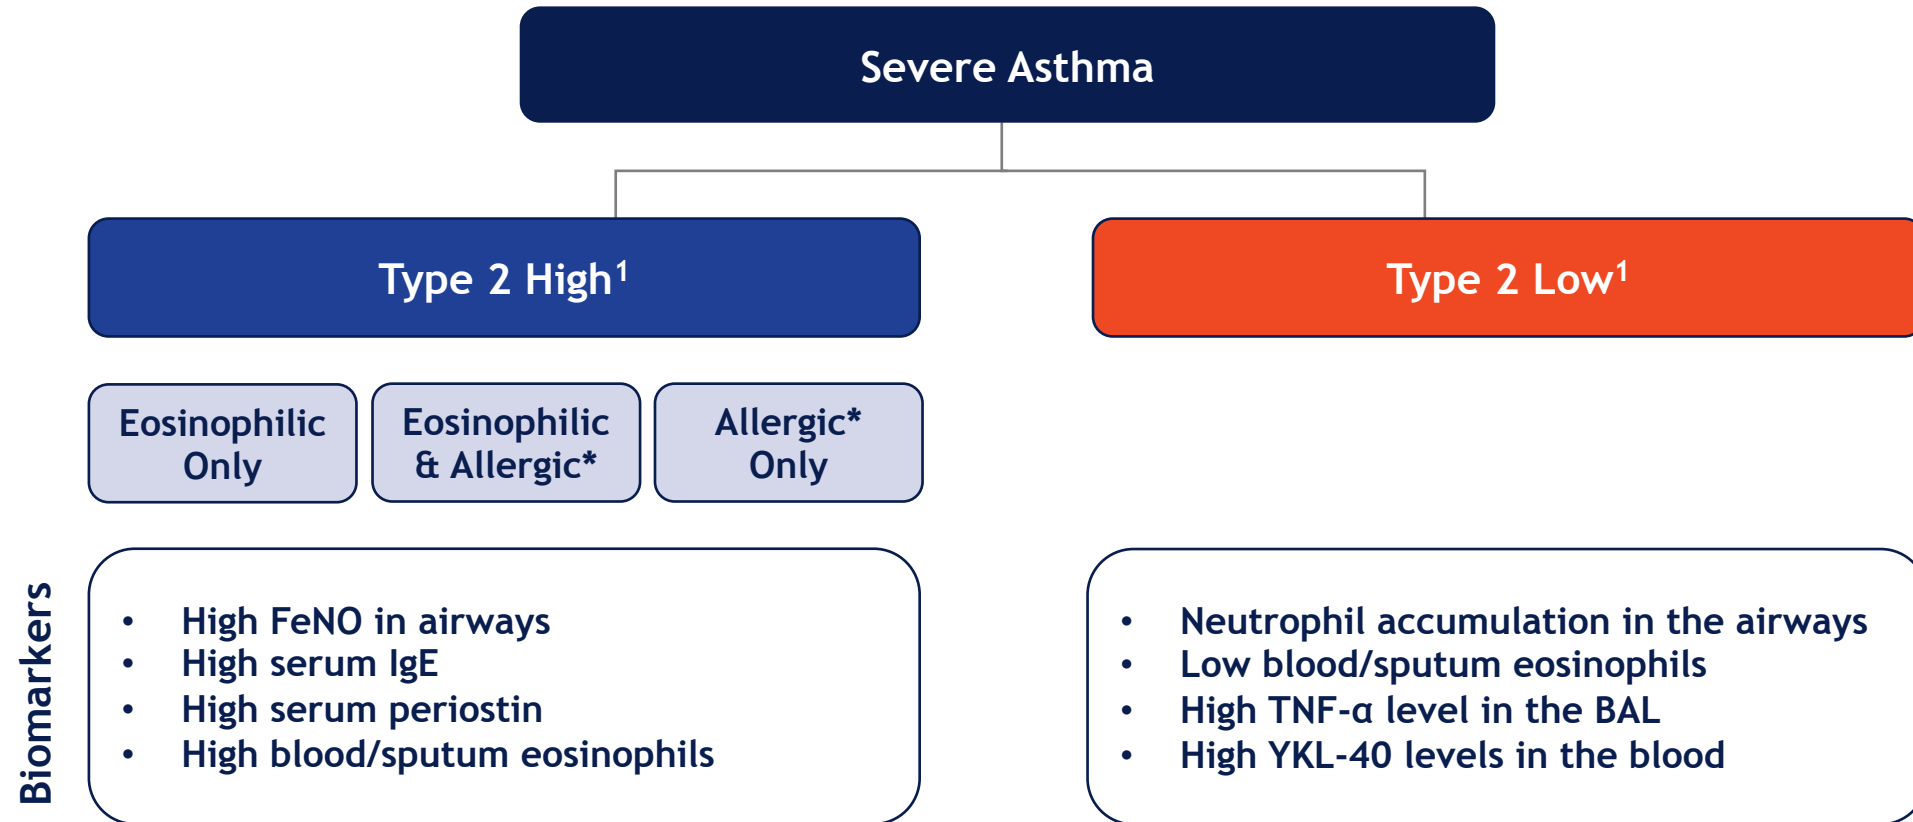 Severe Asthma
Type 2 High¹
Type 2 Low¹
Eosinophilic
Only
Eosinophilic
& Allergic*
Allergic*
Only
Biomarkers
• High FeNO in airways
• High serum IgE
• High serum periostin
• High blood/sputum eosinophils
• Neutrophil accumulation in the airways
• Low blood/sputum eosinophils
• High TNF-α level in the BAL
• High YKL-40 levels in the blood